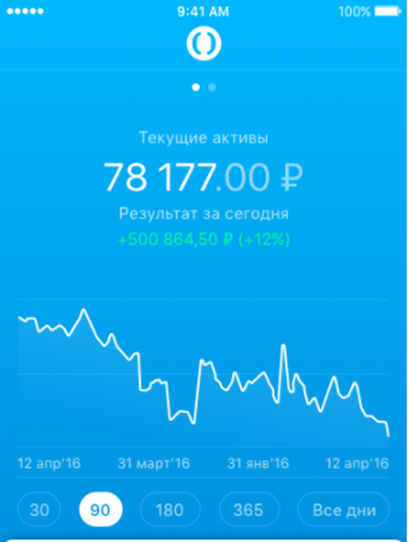 9:41 AM 100%
Текущие активы
78 177.00 ₽
Результат за сегодня
+500 864,50 ₽ (+12%)
12 апр'16 31 март'16 31 янв'16 12 апр'16
30 90 180 365 Все дни